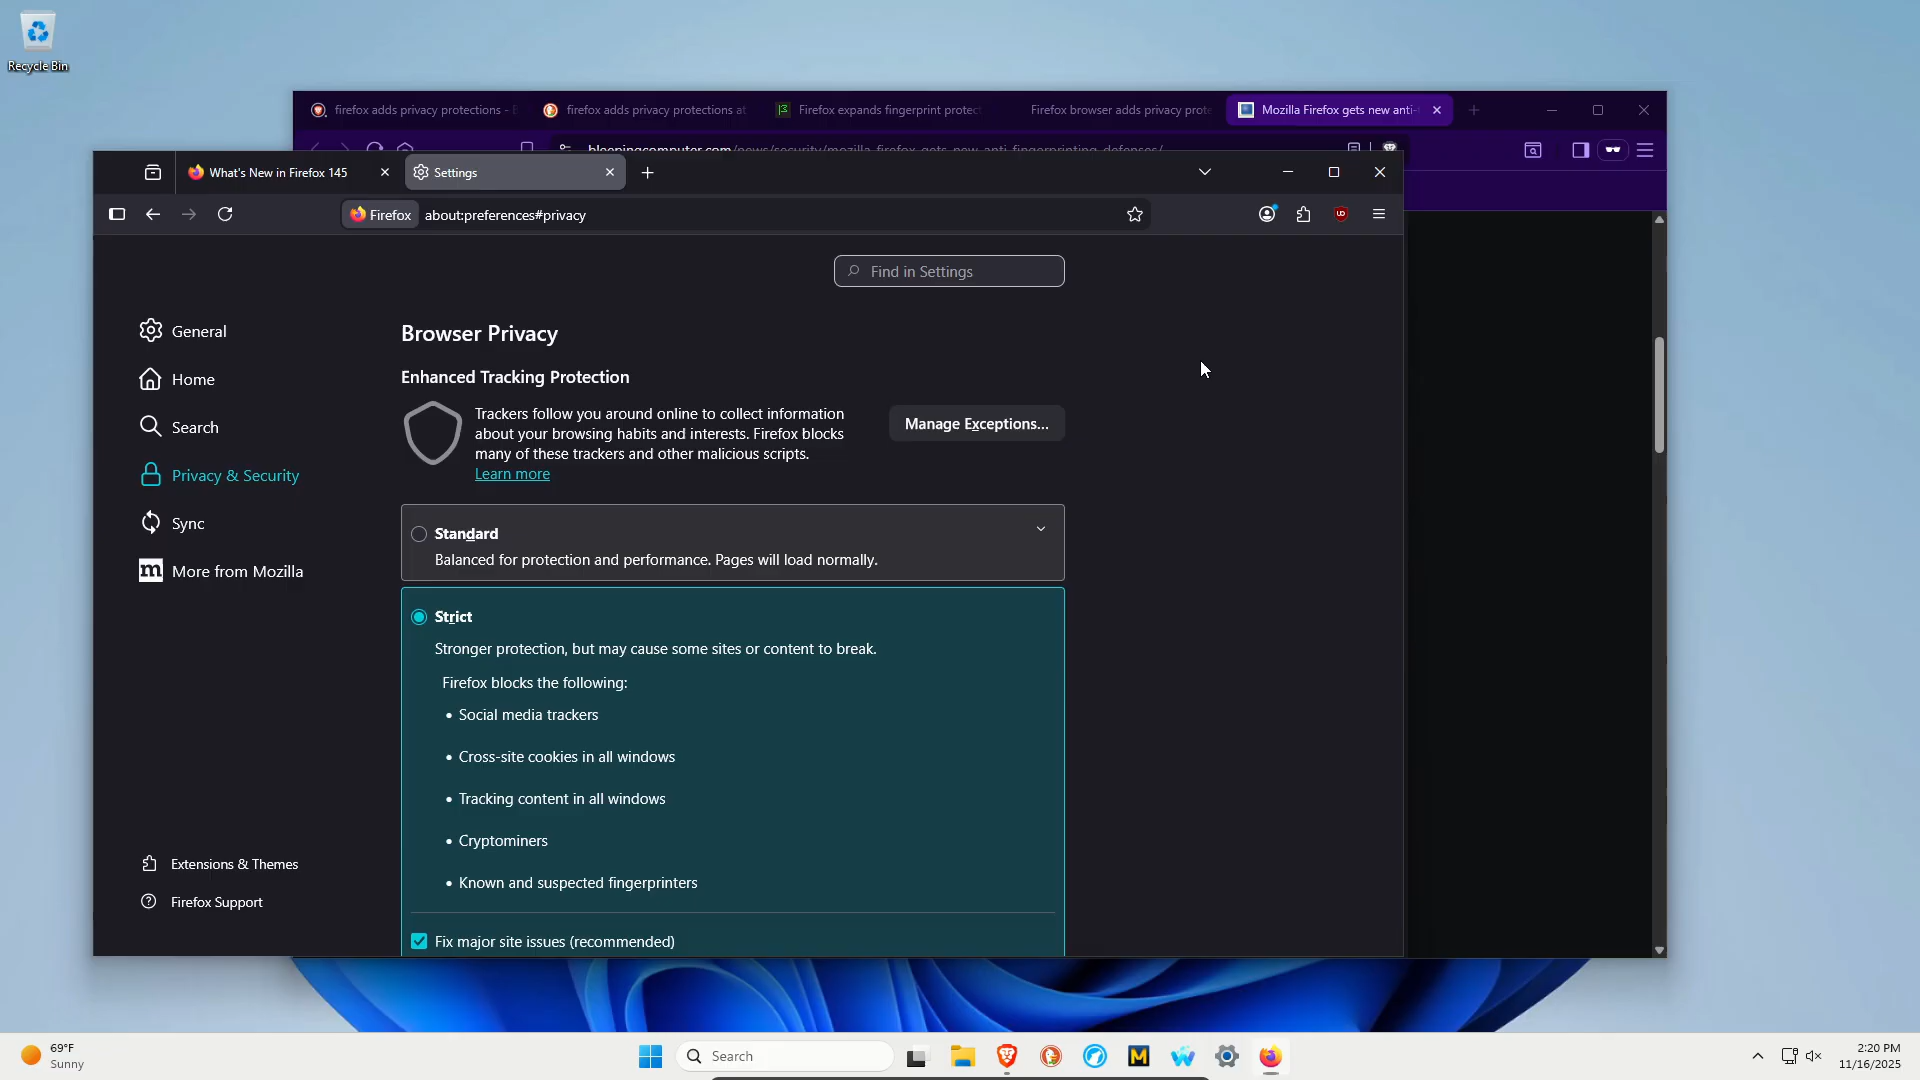 Recycle Bin
firefox adds privacy protections -
firefox adds privacy protections at
Firefox expands fingerprint protect
Firefox browser adds privacy prote
Mozilla Firefox gets new anti-
bleepingcomputer.com/news/security/mozilla_firefox_gets_new_anti-fingerprinting_defenses/
What's New in Firefox 145
Settings
Firefox
about:preferences#privacy
Find in Settings
General
Home
Search
Privacy & Security
Sync
More from Mozilla
Extensions & Themes
Firefox Support
Browser Privacy
Enhanced Tracking Protection
Trackers follow you around online to collect information
about your browsing habits and interests. Firefox blocks
many of these trackers and other malicious scripts.
Learn more
Manage Exceptions...
Standard
Balanced for protection and performance. Pages will load normally.
Strict
Stronger protection, but may cause some sites or content to break.
Firefox blocks the following:
• Social media trackers
• Cross-site cookies in all windows
• Tracking content in all windows
• Cryptominers
• Known and suspected fingerprinters
Fix major site issues (recommended)
69°F
Sunny
Search
2:20 PM
11/16/2025